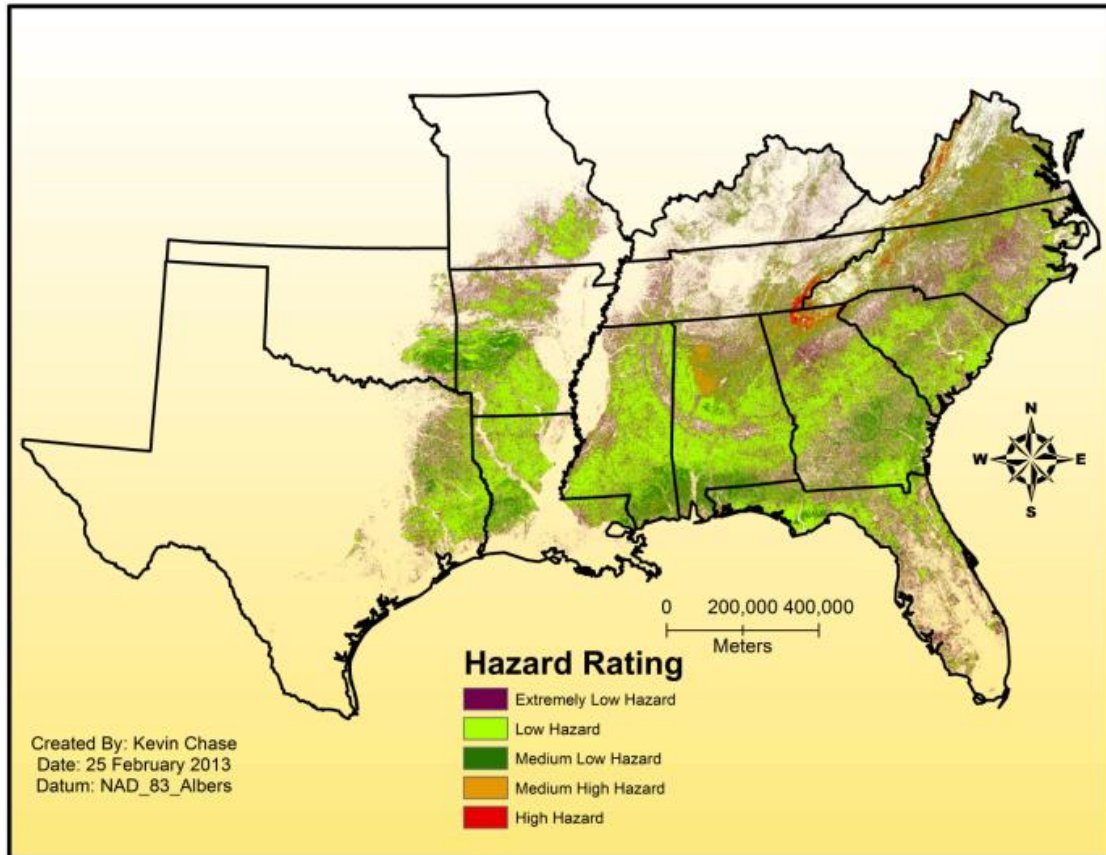 N
W E
S
0 200,000 400,000
Meters
Hazard Rating
Extremely Low Hazard
Low Hazard
Medium Low Hazard
Medium High Hazard
High Hazard
Created By: Kevin Chase
Date: 25 February 2013
Datum: NAD_83_Albers